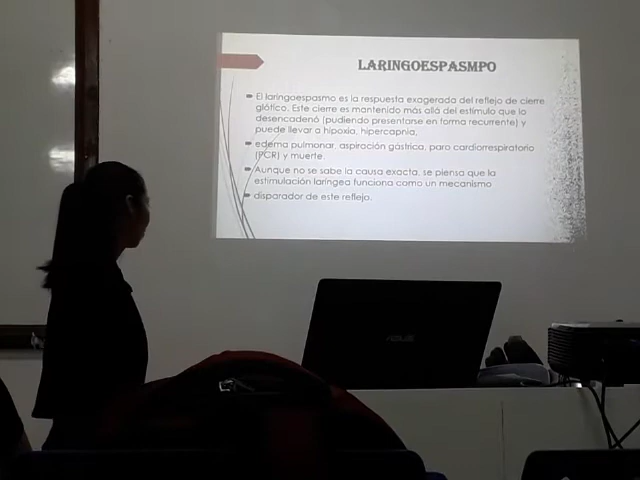 LARINGOESPASMPO
El laringoespasmo es la respuesta exagerada del reflejo de cierre
glótico. Este cierre es mantenido más allá del estímulo que lo
desencadenó (pudiendo presentarse en forma recurrente) y
puede llevar a hipoxia, hipercapnia,
edema pulmonar, aspiración gástrica, paro cardiorrespiratorio
(PCR) y muerte.
Aunque no se sabe la causa exacta, se piensa que la
estimulación laríngea funciona como un mecanismo
disparador de este reflejo.
ASUS